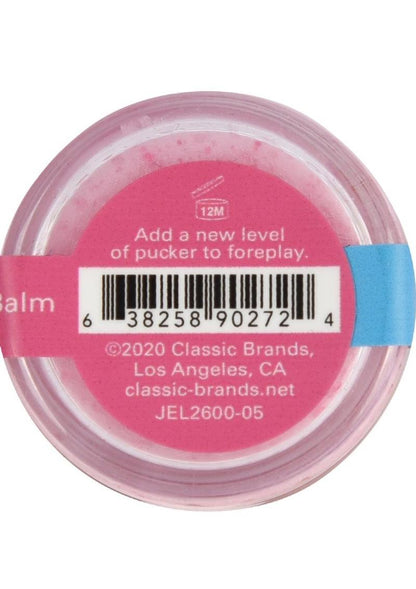 12M
Add a new level
of pucker to foreplay.
Balm
6 38258 90272 4
©2020 Classic Brands,
Los Angeles, CA
classic-brands.net
JEL2600-05